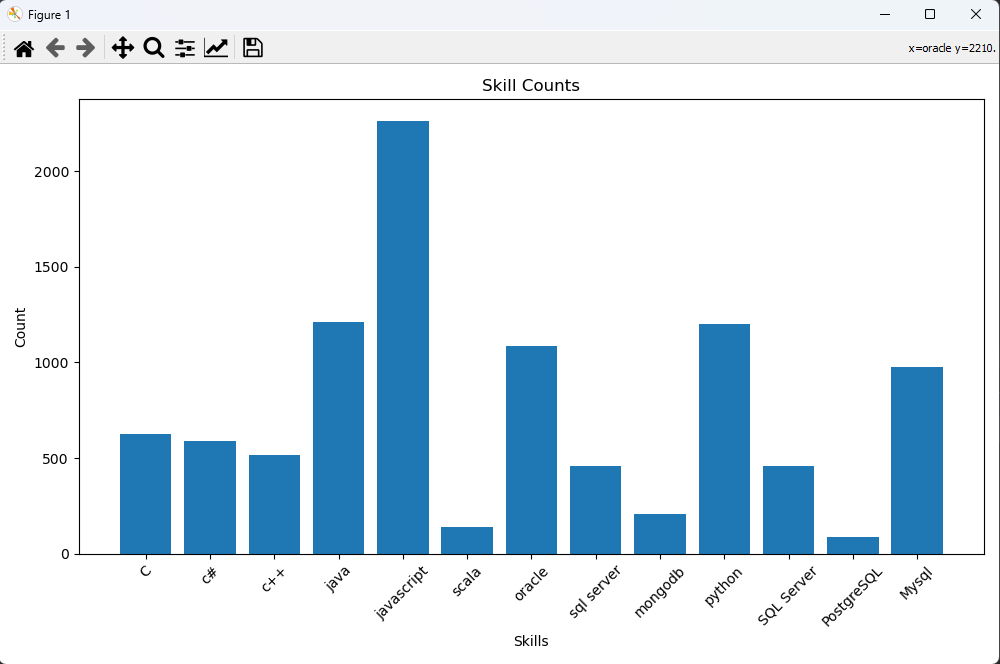 Figure 1
x=oracle y=2210.
Skill Counts
2000
1500
1000
500
0
Count
C
c#
c++
java
javascript
scala
oracle
sql server
mongodb
python
SQL Server
PostgreSQL
Mysql
Skills